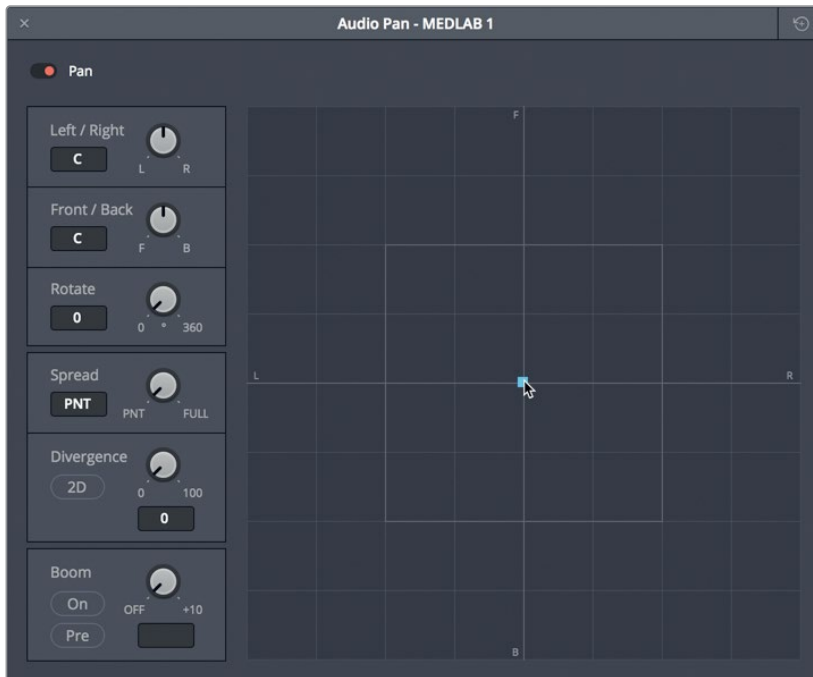 Audio Pan - MEDLAB 1
Pan
Left / Right
C
L R
Front / Back
C
F B
Rotate
0
0 ° 360
Spread
PNT
PNT FULL
Divergence
2D
0 100
0
Boom
On
OFF +10
Pre
F
L R
B